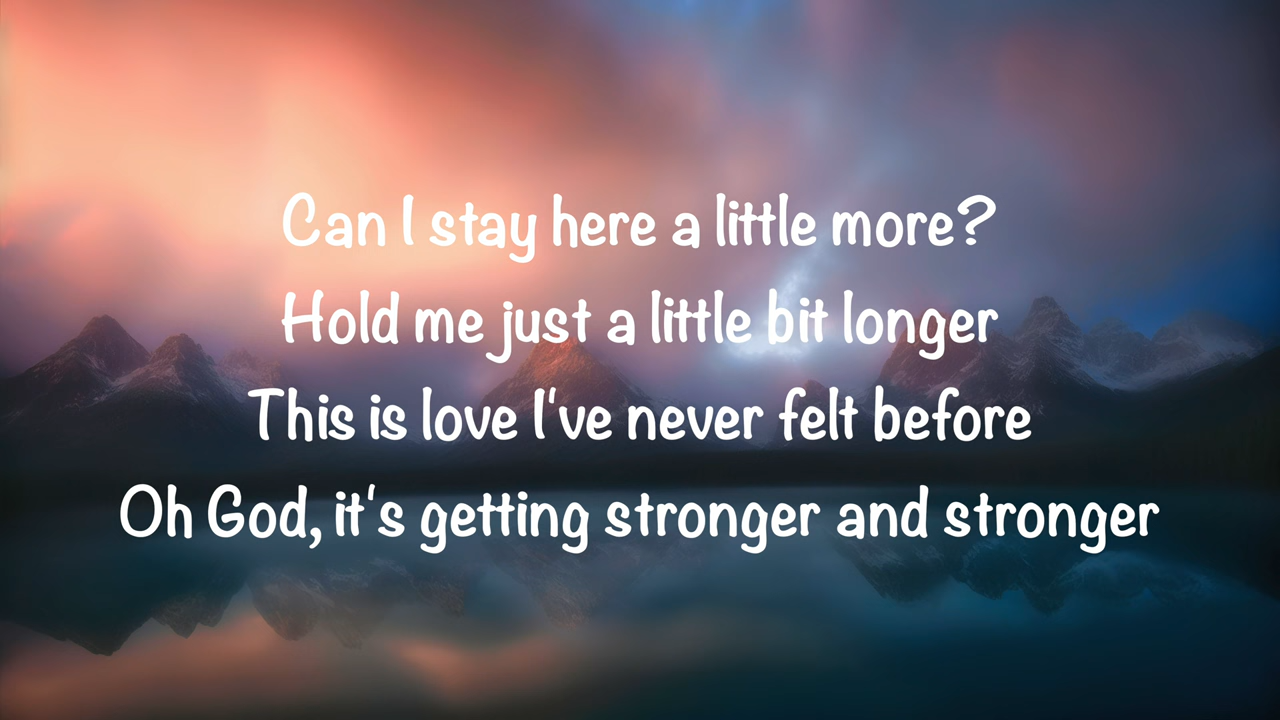 Can I stay here a little more?
Hold me just a little bit longer
This is love I've never felt before
Oh God, it's getting stronger and stronger